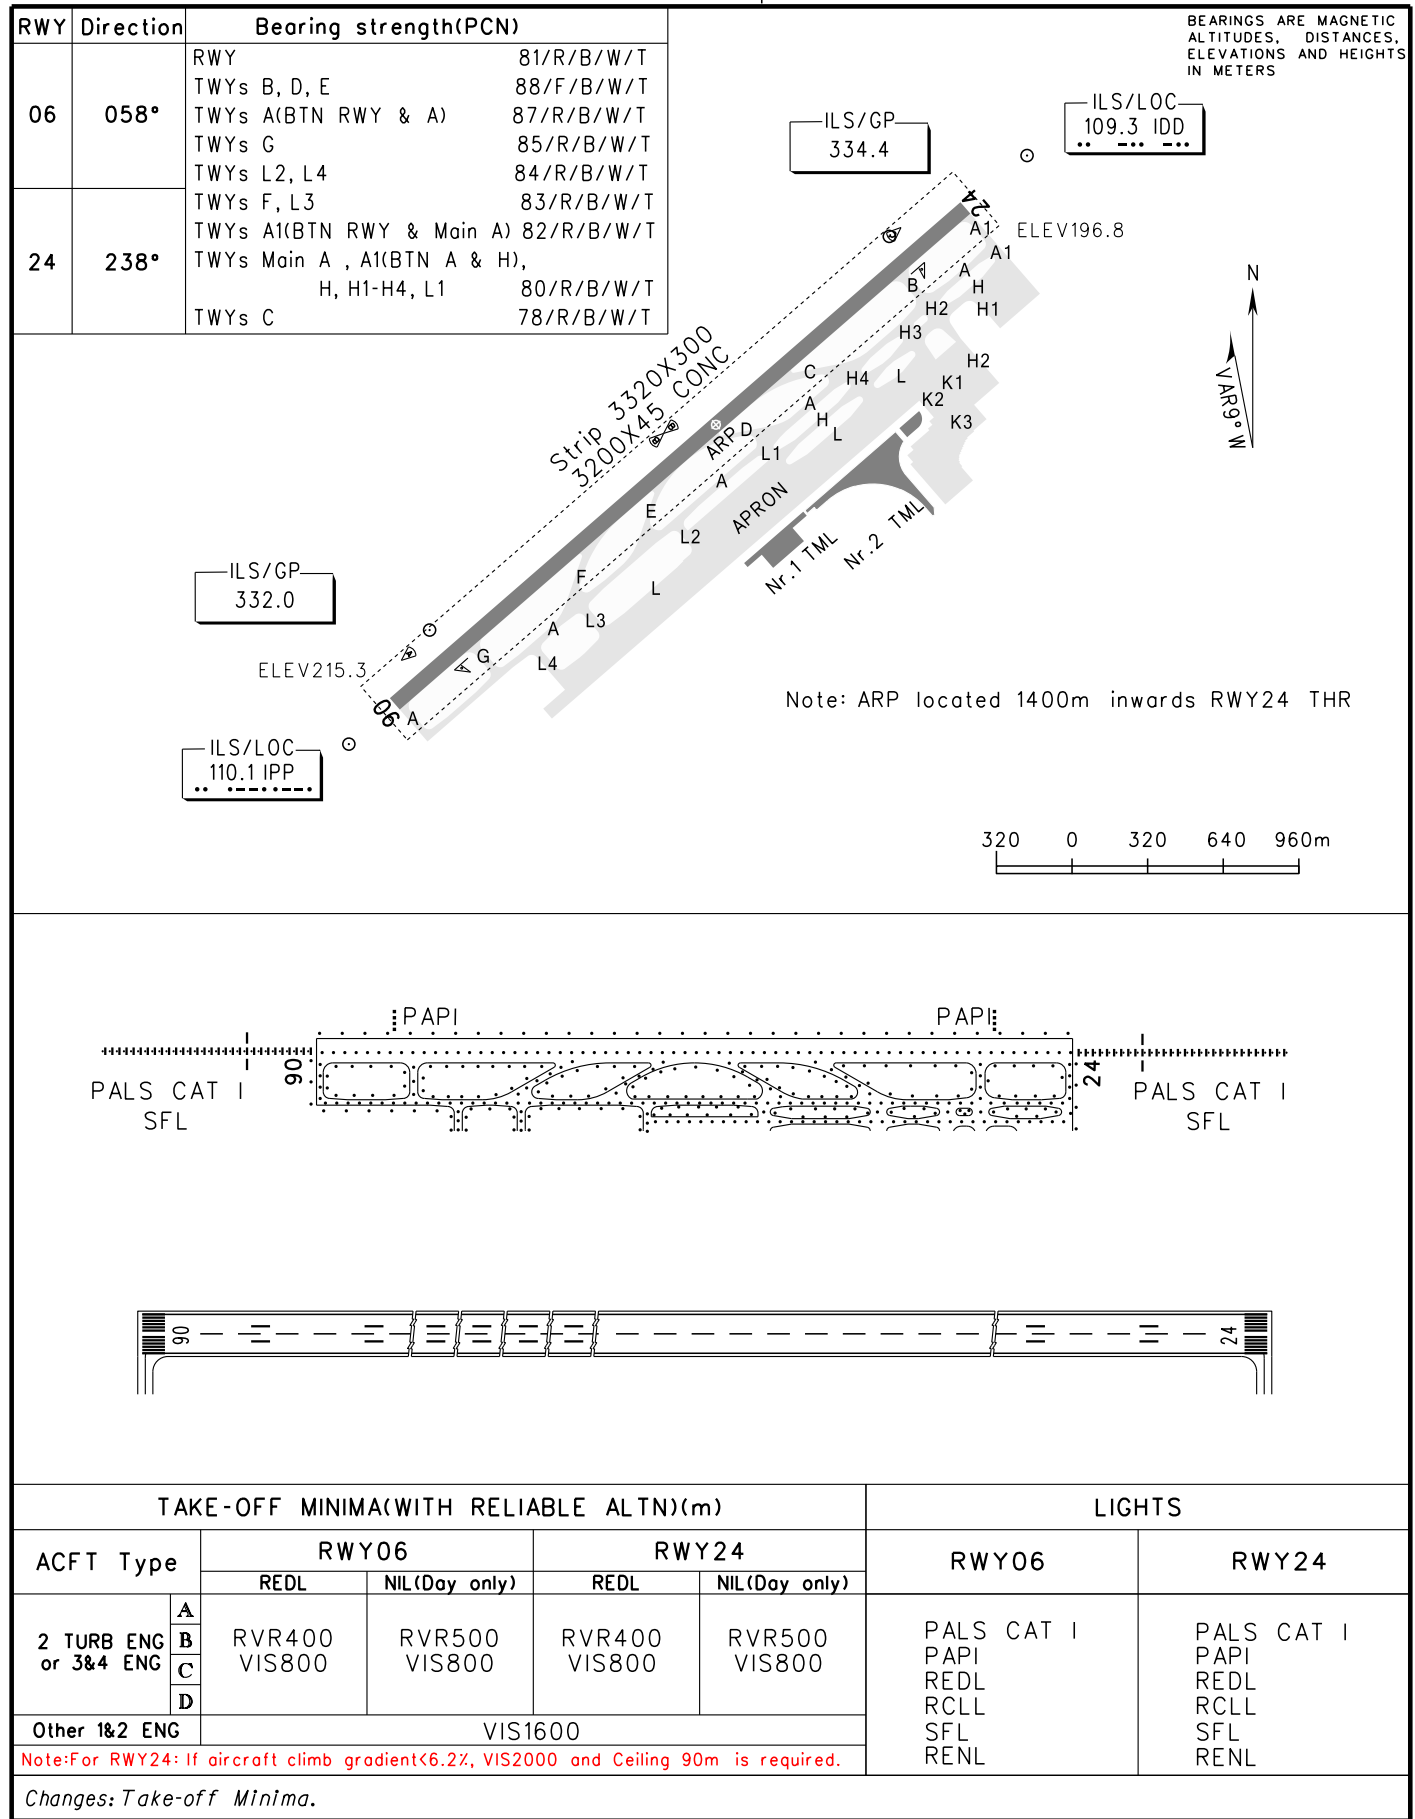 RWY Direction Bearing strength(PCN)
06 058°
24 238°
RWY 81/R/B/W/T
TWYs B, D, E 88/F/B/W/T
TWYs A(BTN RWY & A) 87/R/B/W/T
TWYs G 85/R/B/W/T
TWYs L2, L4 84/R/B/W/T
TWYs F, L3 83/R/B/W/T
TWYs A1(BTN RWY & Main A) 82/R/B/W/T
TWYs Main A , A1(BTN A & H),
H, H1-H4, L1 80/R/B/W/T
TWYs C 78/R/B/W/T
BEARINGS ARE MAGNETIC
ALTITUDES, DISTANCES,
ELEVATIONS AND HEIGHTS
IN METERS
ILS/LOC
109.3 IDD
ILS/GP
334.4
24
A1
ELEV196.8
A1
A
H
B
H2
H1
H3
H2
C
H4
L
K1
K2
A
H
K3
L
N
VAR9°W
Strip 3320X300
3200X45 CONC
ARP
D
L1
A
APRON
E
L2
Nr.1 TML
Nr.2 TML
F
L
L3
A
G
L4
ILS/GP
332.0
ELEV215.3
06
A
ILS/LOC
110.1 IPP
Note: ARP located 1400m inwards RWY24 THR
320 0 320 640 960m
PAPI PAPI
06 24
PALS CAT I
SFL
PALS CAT I
SFL
06 24
TAKE-OFF MINIMA(WITH RELIABLE ALTN)(m)
LIGHTS
ACFT Type RWY06 RWY24
REDL NIL(Day only) REDL NIL(Day only)
RWY06 RWY24
2 TURB ENG
or 3&4 ENG
A
B
C
D
RVR400
VIS800
RVR500
VIS800
RVR400
VIS800
RVR500
VIS800
Other 1&2 ENG VIS1600
Note:For RWY24: If aircraft climb gradient<6.2%, VIS2000 and Ceiling 90m is required.
PALS CAT I
PAPI
REDL
RCLL
SFL
RENL
PALS CAT I
PAPI
REDL
RCLL
SFL
RENL
Changes: Take-off Minima.